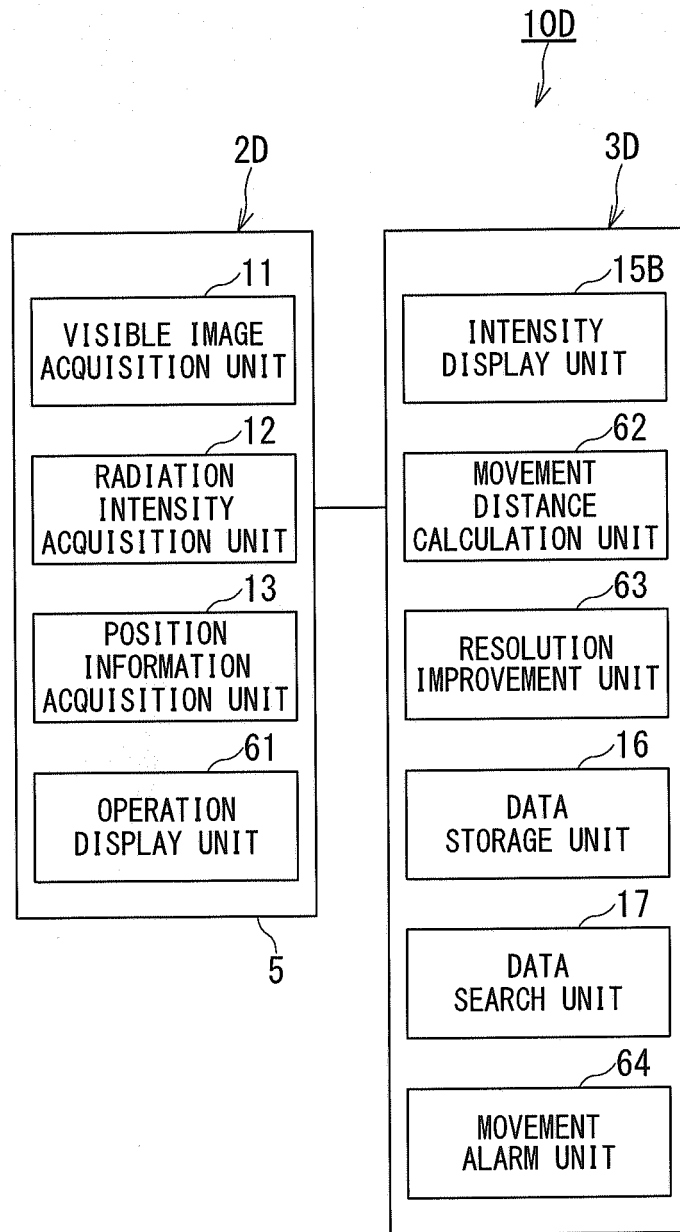 10D
2D
11
VISIBLE IMAGE
ACQUISITION UNIT
12
RADIATION
INTENSITY
ACQUISITION UNIT
13
POSITION
INFORMATION
ACQUISITION UNIT
61
OPERATION
DISPLAY UNIT
5
3D
15B
INTENSITY
DISPLAY UNIT
62
MOVEMENT
DISTANCE
CALCULATION UNIT
63
RESOLUTION
IMPROVEMENT UNIT
16
DATA
STORAGE UNIT
17
DATA
SEARCH UNIT
64
MOVEMENT
ALARM UNIT